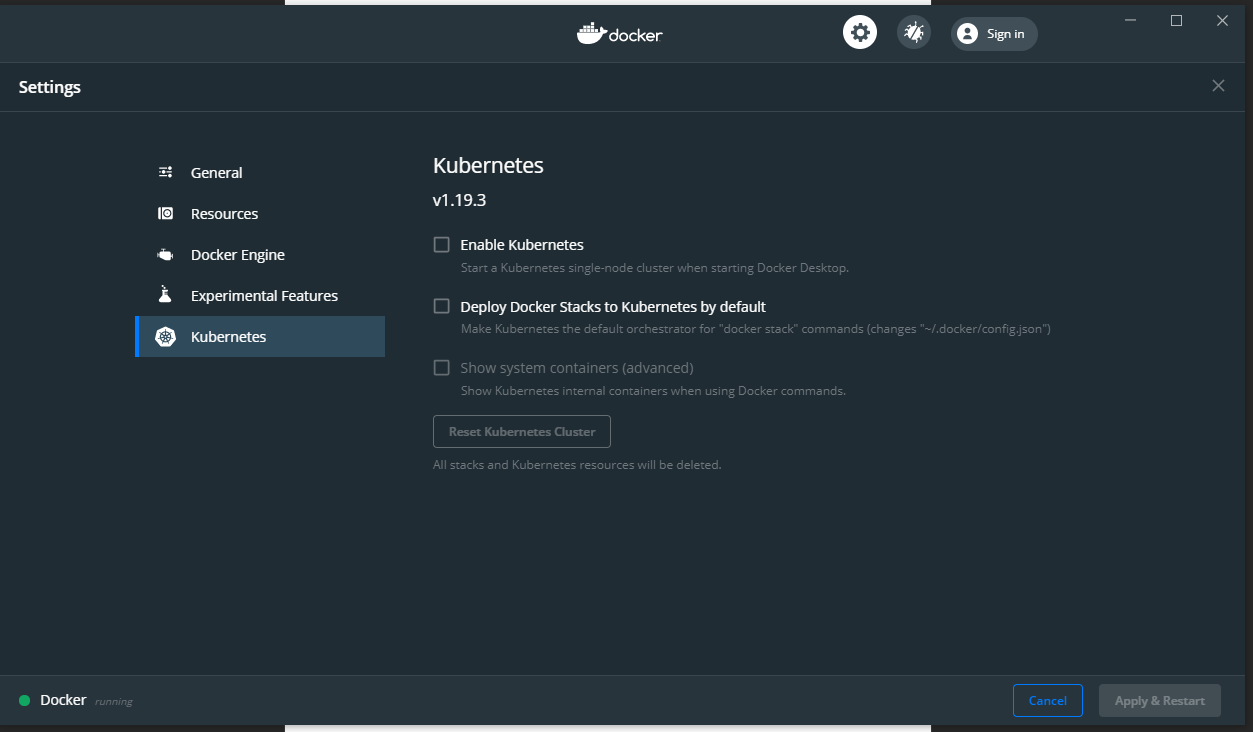 docker
Sign in
Settings
General
Resources
Docker Engine
Experimental Features
Kubernetes
Kubernetes
v1.19.3
Enable Kubernetes
Start a Kubernetes single-node cluster when starting Docker Desktop.
Deploy Docker Stacks to Kubernetes by default
Make Kubernetes the default orchestrator for "docker stack" commands (changes "~/.docker/config.json")
Show system containers (advanced)
Show Kubernetes internal containers when using Docker commands.
Reset Kubernetes Cluster
All stacks and Kubernetes resources will be deleted.
Docker running
Cancel
Apply & Restart